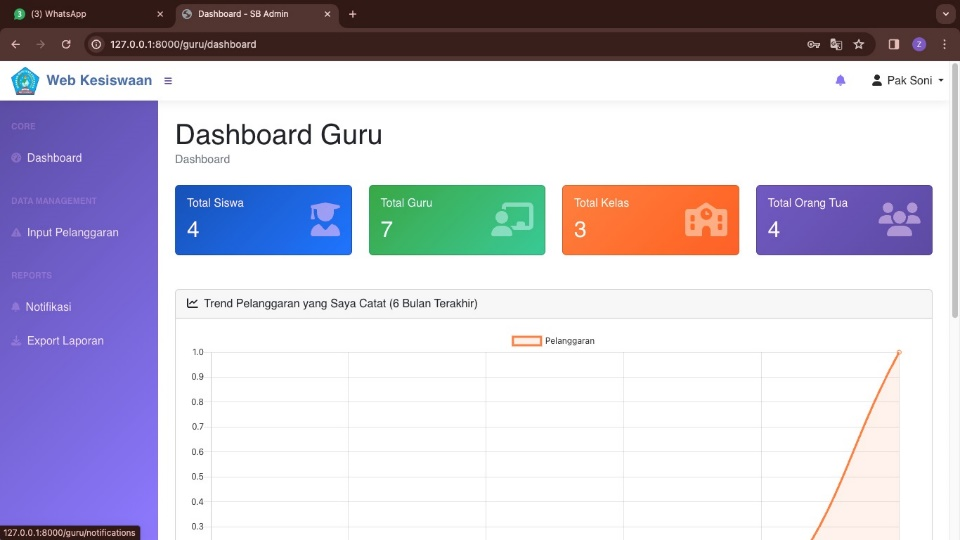 3 (3) WhatsApp
Dashboard - SB Admin
127.0.0.1:8000/guru/dashboard
Z
Web Kesiswaan
Pak Soni
CORE
Dashboard
DATA MANAGEMENT
Input Pelanggaran
REPORTS
Notifikasi
Export Laporan
Dashboard Guru
Dashboard
Total Siswa
4
Total Guru
7
Total Kelas
3
Total Orang Tua
4
Trend Pelanggaran yang Saya Catat (6 Bulan Terakhir)
Pelanggaran
1.0
0.9
0.8
0.7
0.6
0.5
0.4
0.3
127.0.0.1:8000/guru/notifications